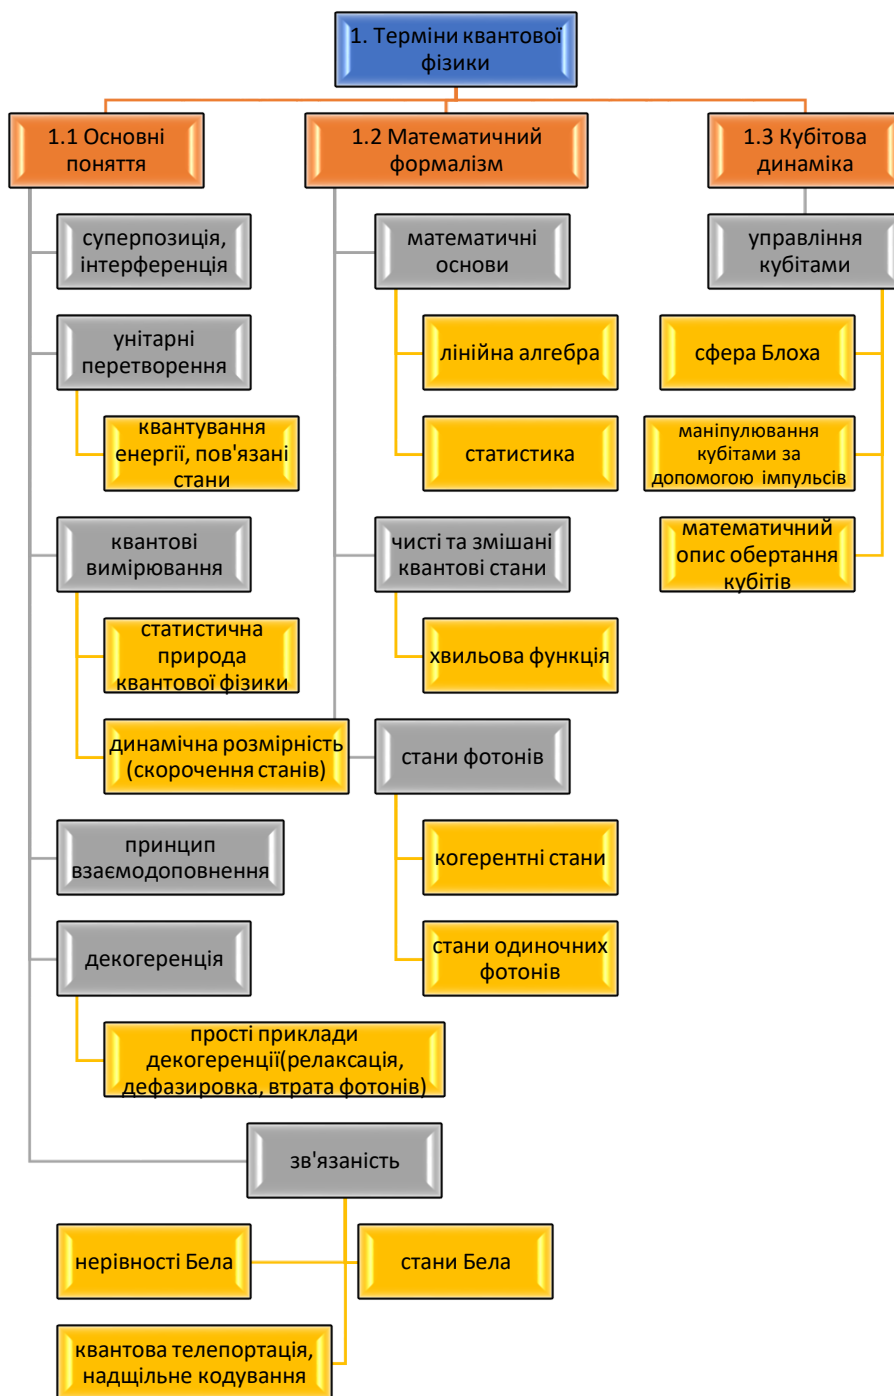 1. Терміни квантової
фізики
1.1 Основні
поняття
суперпозиція,
інтерференція
унітарні
перетворення
квантування
енергії, пов'язані
стани
квантові
вимірювання
статистична
природа
квантової фізики
динамічна розмірність
(скорочення станів)
принцип
взаємодоповнення
декогеренція
прості приклади
декогеренції(релаксація,
дефазировка, втрата фотонів)
зв'язаність
нерівності Бела
стани Бела
квантова телепортація,
надщільне кодування
1.2 Математичний
формалізм
математичні
основи
лінійна алгебра
статистика
чисті та змішані
квантові стани
хвильова функція
стани фотонів
когерентні стани
стани одиночних
фотонів
1.3 Кубітова
динаміка
управління
кубітами
сфера Блоха
маніпулювання
кубітами за
допомогою імпульсів
математичний
опис обертання
кубітів